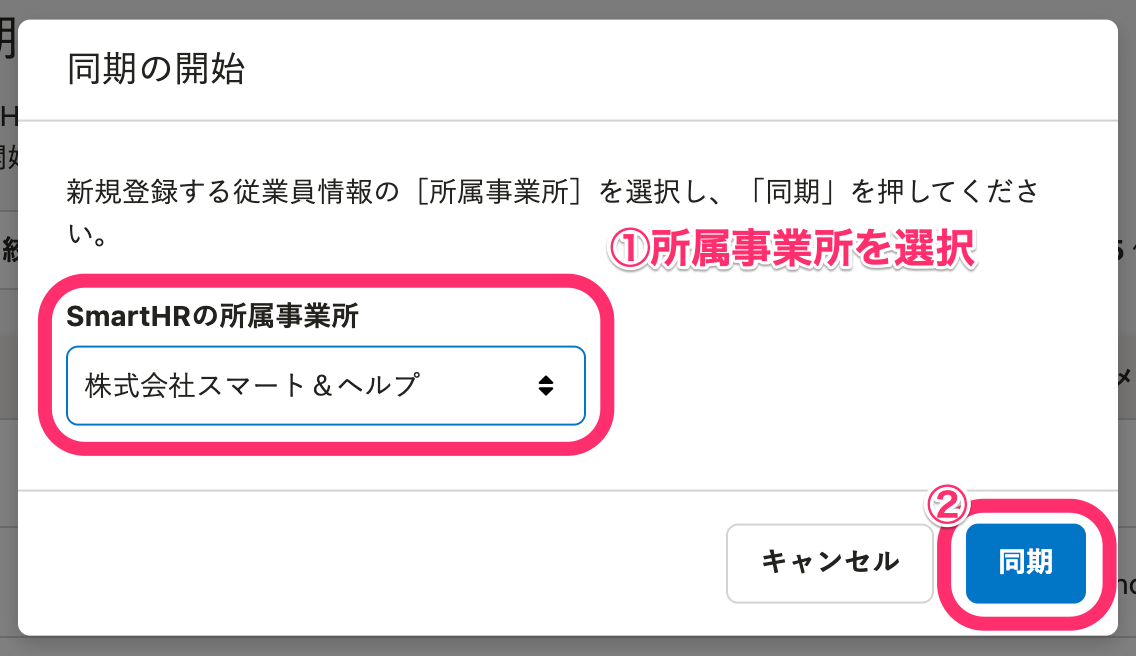 同期の開始
新規登録する従業員情報の［所属事業所］を選択し、「同期」を押してくださ
い。
①所属事業所を選択
SmartHRの所属事業所
株式会社スマート＆ヘルプ
②
キャンセル
同期